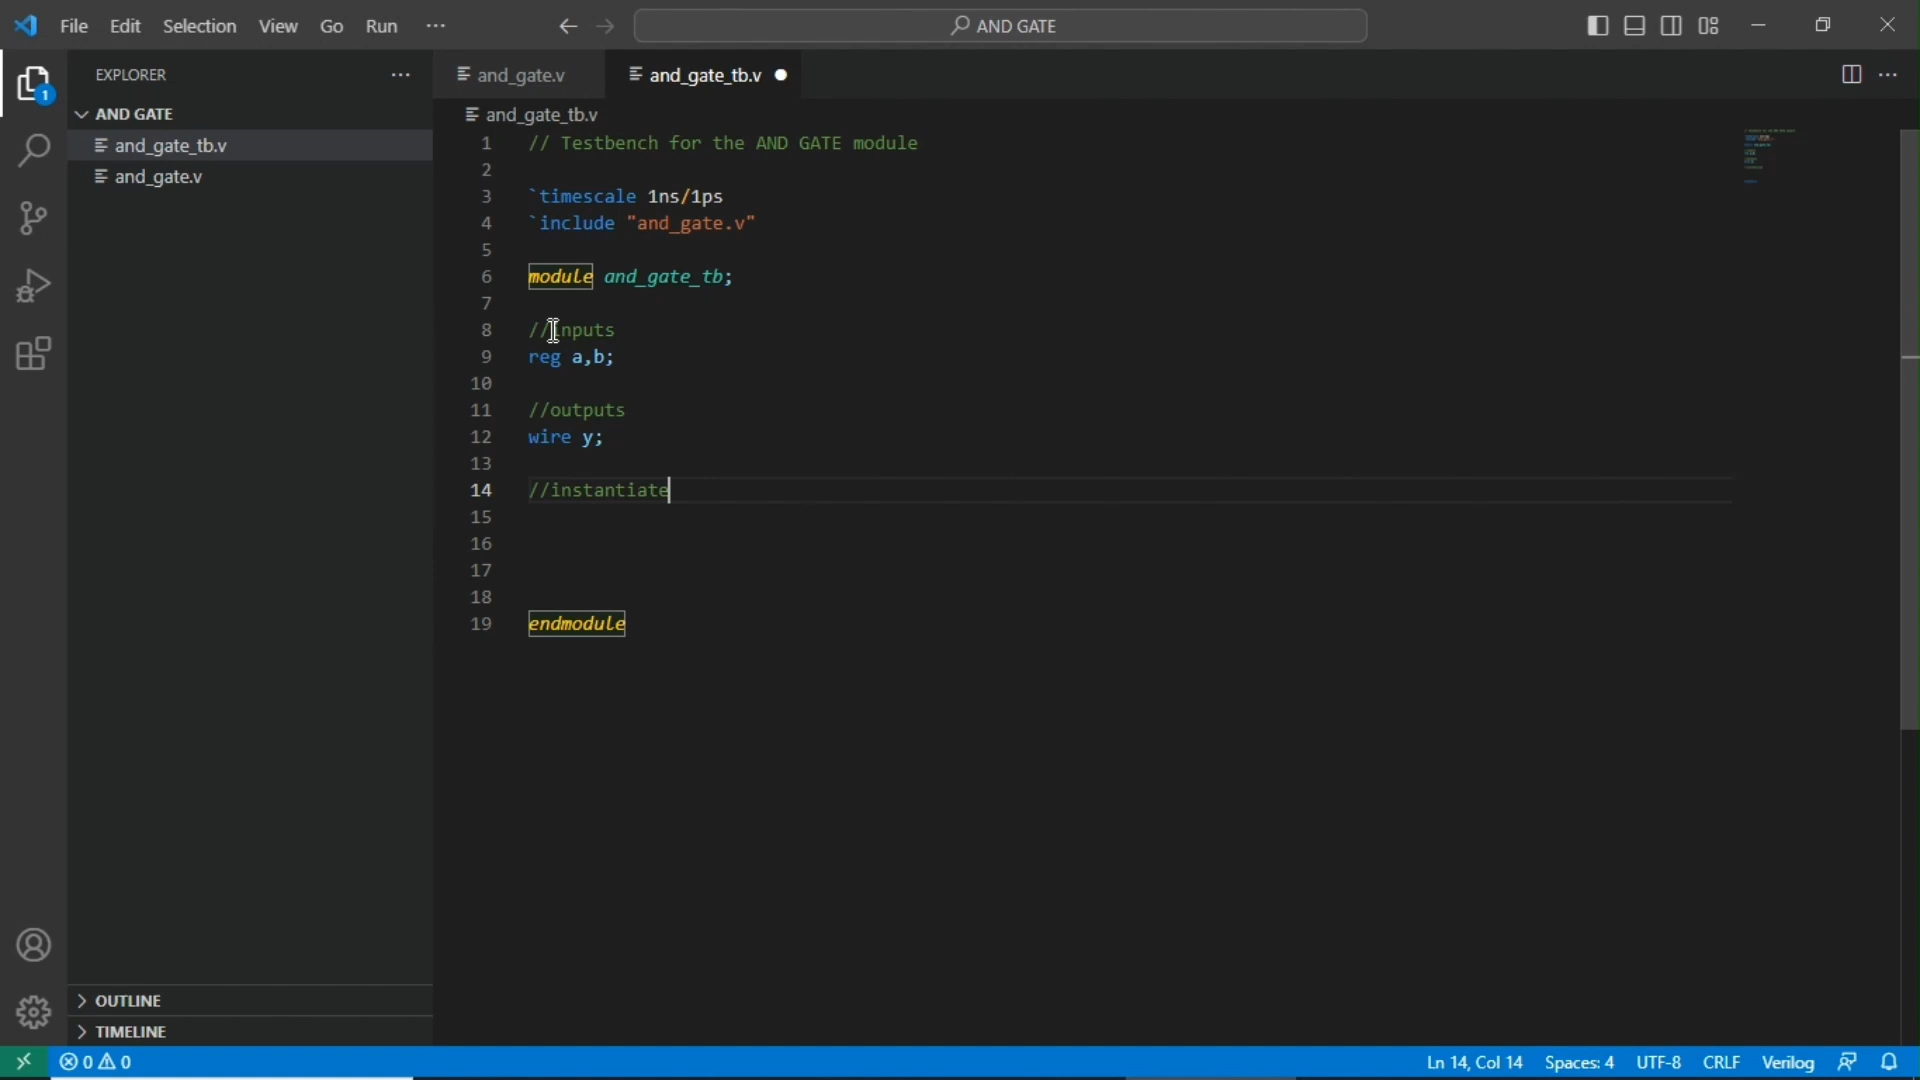 File Edit Selection View Go Run ··· AND GATE
EXPLORER ···
AND GATE
and_gate_tb.v
and_gate.v
OUTLINE
TIMELINE
and_gate.v and_gate_tb.v
and_gate_tb.v
1 // Testbench for the AND GATE module
2
3 `timescale 1ns/1ps
4 `include "and_gate.v"
5
6 module and_gate_tb;
7
8 //inputs
9 reg a,b;
10
11 //outputs
12 wire y;
13
14 //instantiate
15
16
17
18
19 endmodule
1
0 0 Ln 14, Col 14 Spaces: 4 UTF-8 CRLF Verilog